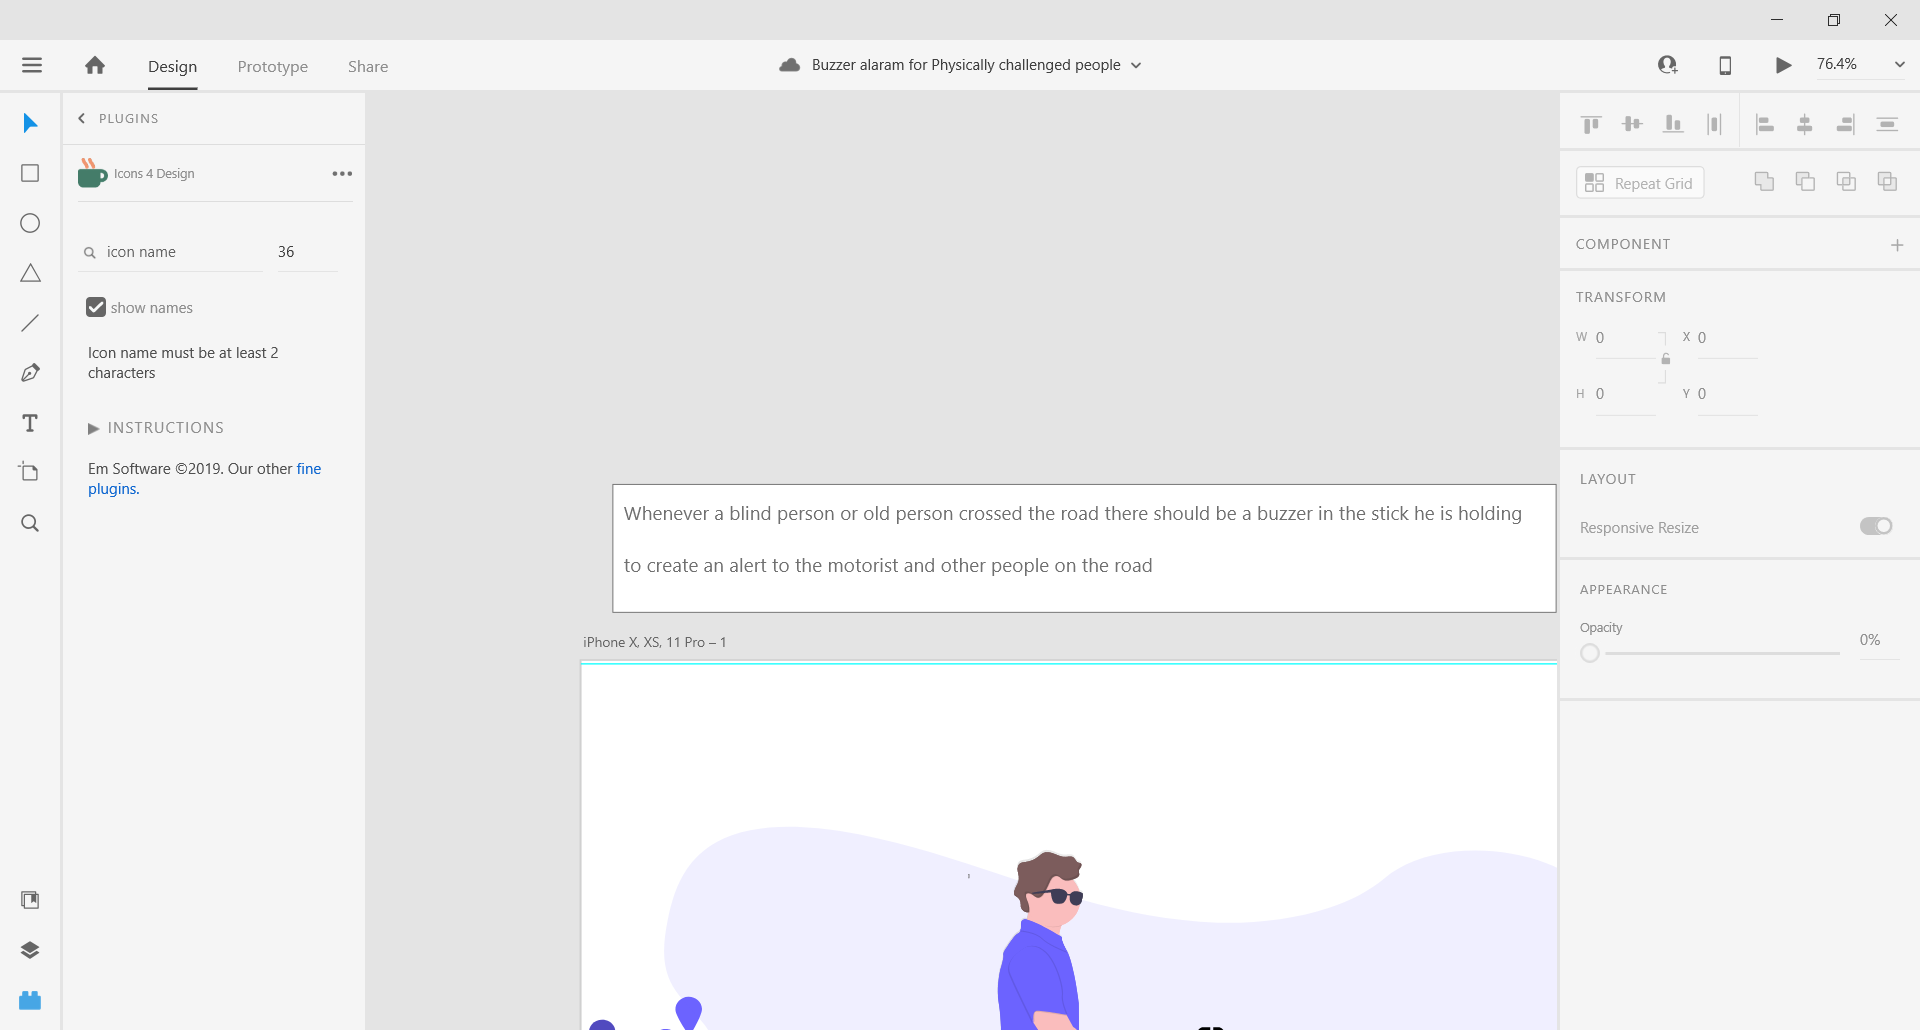 Design
Prototype
Share
Buzzer alaram for Physically challenged people
76.4%
PLUGINS
Icons 4 Design
icon name
36
show names
Icon name must be at least 2
characters
INSTRUCTIONS
Em Software ©2019. Our other fine
plugins.
Whenever a blind person or old person crossed the road there should be a buzzer in the stick he is holding
to create an alert to the motorist and other people on the road
iPhone X, XS, 11 Pro – 1
Repeat Grid
COMPONENT
TRANSFORM
W 0 X 0
H 0 Y 0
LAYOUT
Responsive Resize
APPEARANCE
Opacity
0%